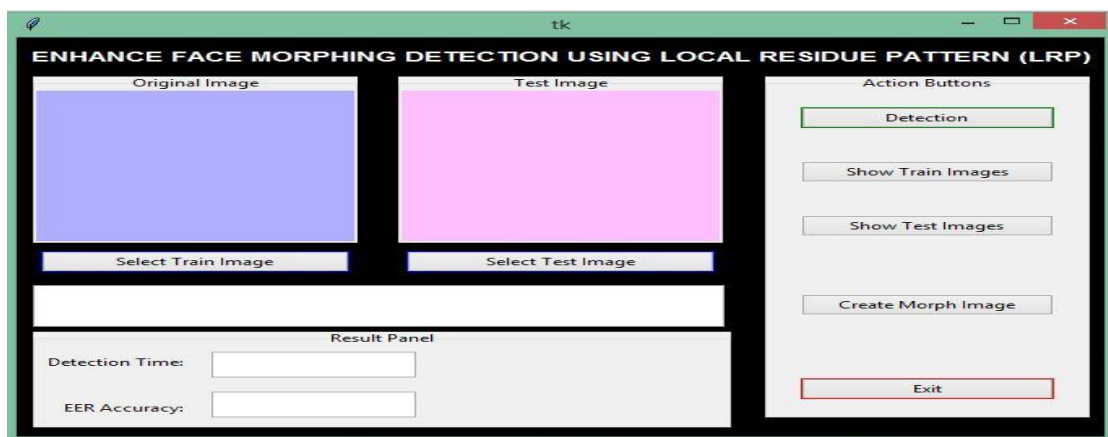 tk
ENHANCE FACE MORPHING DETECTION USING LOCAL RESIDUE PATTERN (LRP)
Original Image
Test Image
Action Buttons
Detection
Show Train Images
Show Test Images
Select Train Image
Select Test Image
Create Morph Image
Result Panel
Detection Time:
EER Accuracy:
Exit